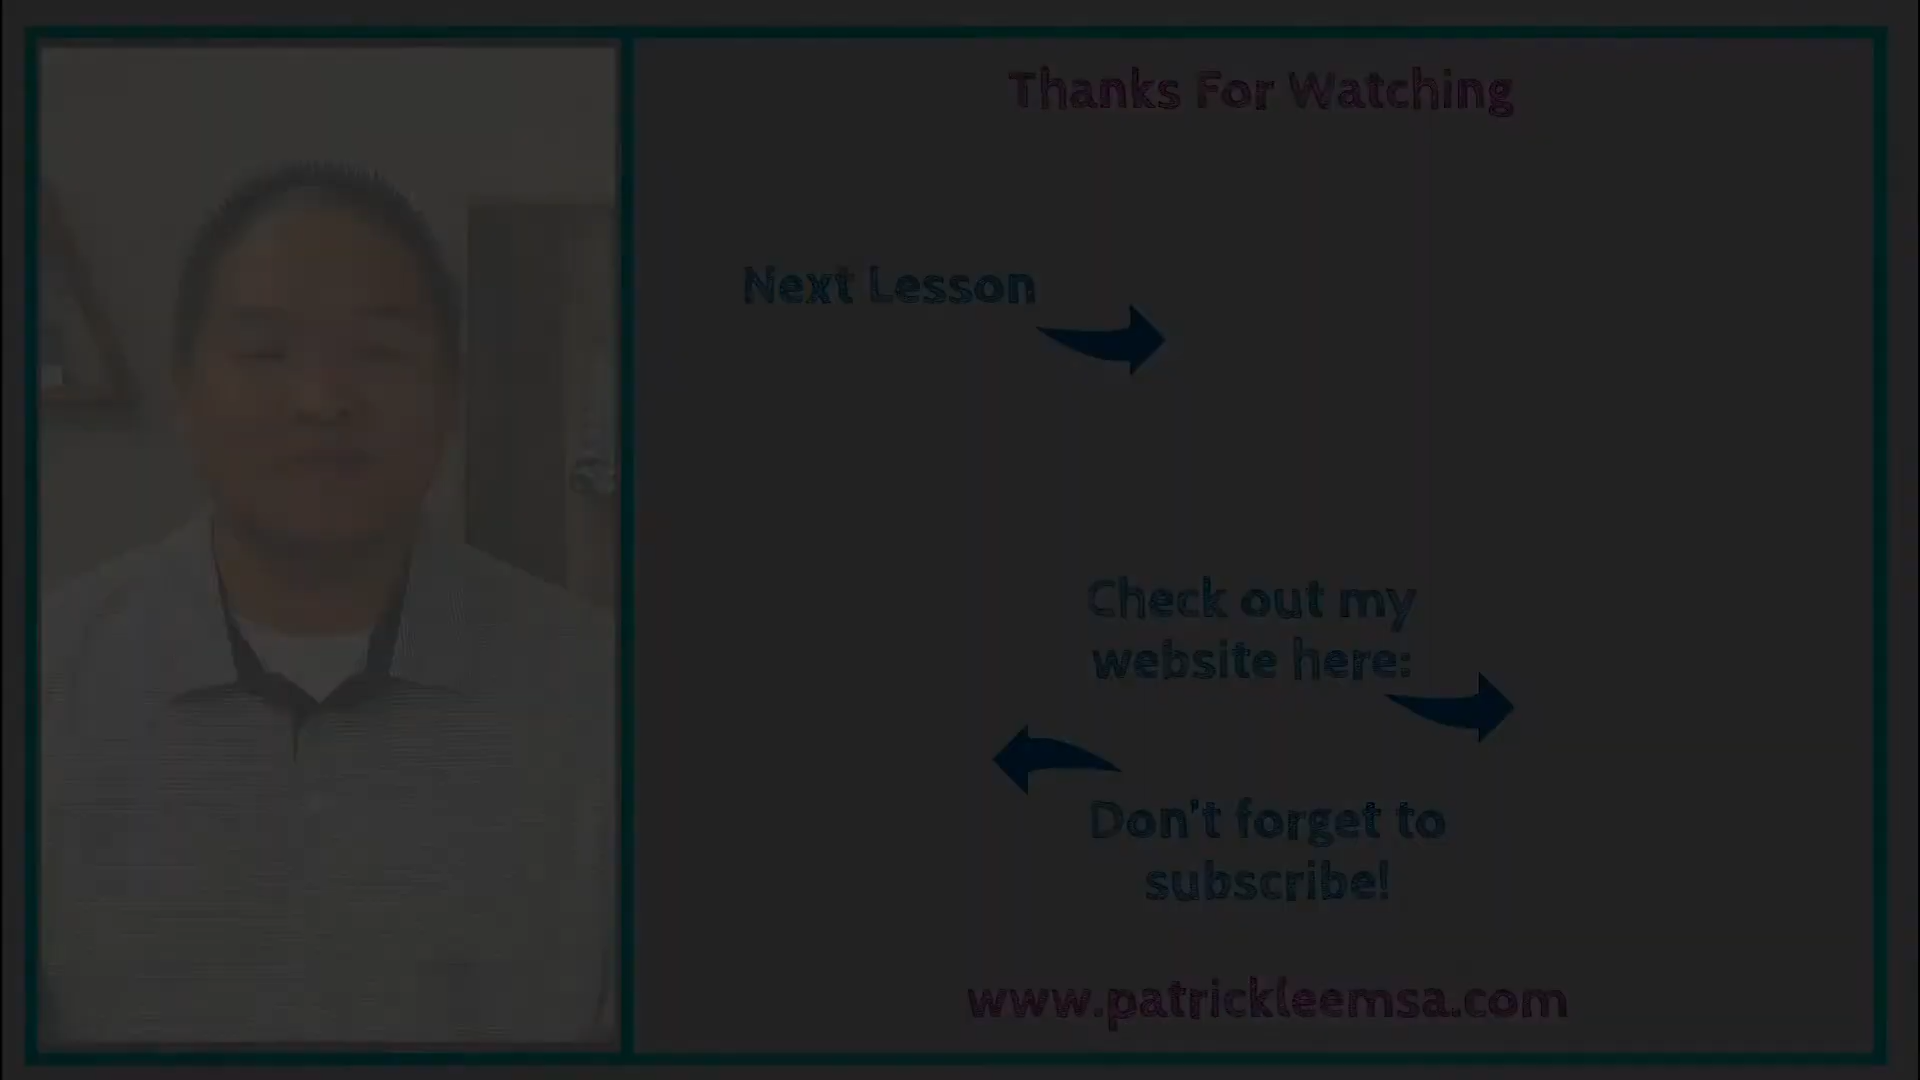 Thanks For Watching
Next Lesson
Check out my
website here:
Don't forget to
subscribe!
www.patrickleemsa.com